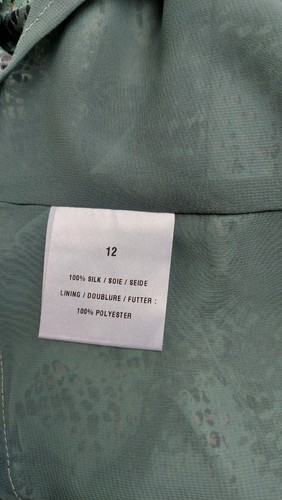 12
100% SILK / SOIE / SEIDE
LINING / DOUBLURE / FUTTER :
100% POLYESTER